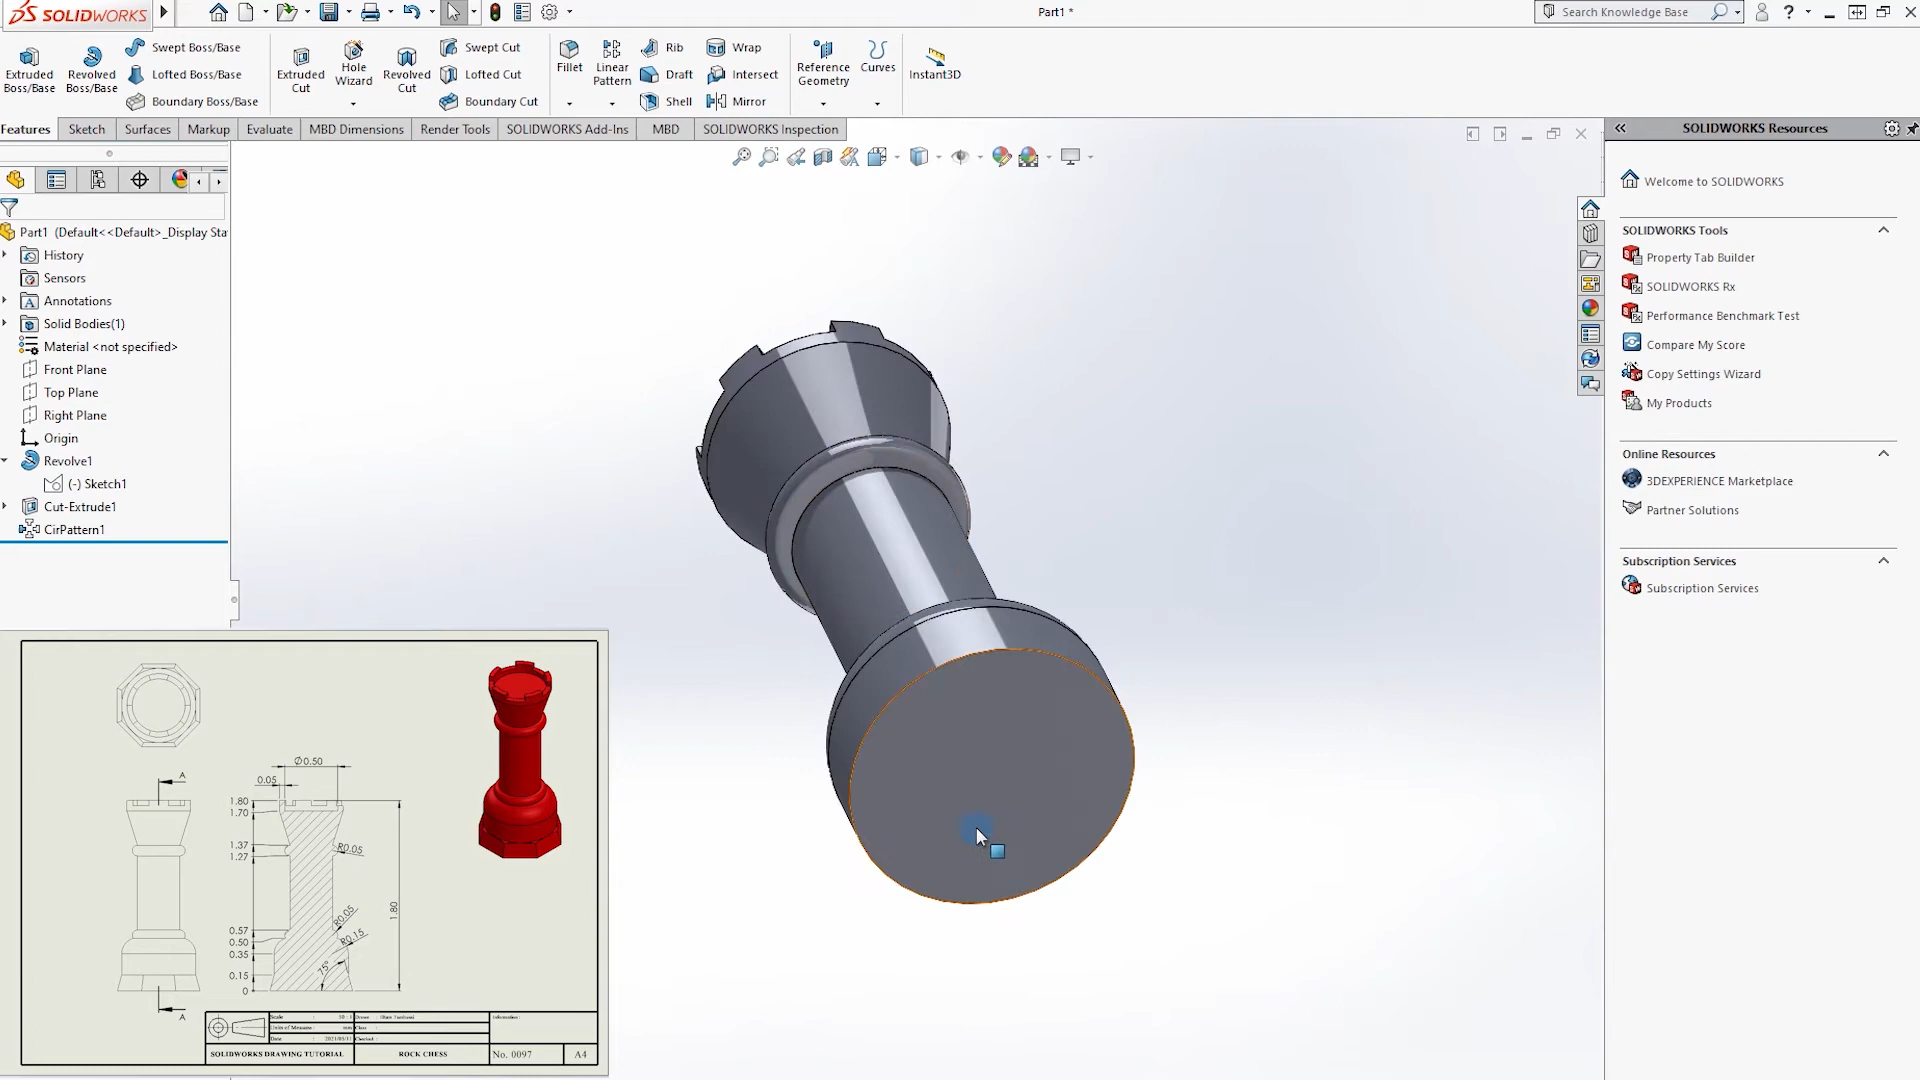 SOLIDWORKS
Part1 *
Search Knowledge Base
Extruded Boss/Base
Revolved Boss/Base
Swept Boss/Base
Lofted Boss/Base
Boundary Boss/Base
Extruded Cut
Hole Wizard
Revolved Cut
Swept Cut
Lofted Cut
Boundary Cut
Fillet
Linear Pattern
Rib
Draft
Shell
Wrap
Intersect
Mirror
Reference Geometry
Curves
Instant3D
Features
Sketch
Surfaces
Markup
Evaluate
MBD Dimensions
Render Tools
SOLIDWORKS Add-Ins
MBD
SOLIDWORKS Inspection
Part1 (Default<<Default>_Display Sta
History
Sensors
Annotations
Solid Bodies(1)
Material <not specified>
Front Plane
Top Plane
Right Plane
Origin
Revolve1
(-) Sketch1
Cut-Extrude1
CirPattern1
SOLIDWORKS Resources
Welcome to SOLIDWORKS
SOLIDWORKS Tools
Property Tab Builder
SOLIDWORKS Rx
Performance Benchmark Test
Compare My Score
Copy Settings Wizard
My Products
Online Resources
3DEXPERIENCE Marketplace
Partner Solutions
Subscription Services
Subscription Services
Ø0.50
0.05
A
1.80
1.70
1.37
1.27
R0.05
1.80
R0.05
0.57
0.50
R0.15
0.35
75°
0.15
0
A
Scale :
Units of Measure :
Date :
SOLIDWORKS DRAWING TUTORIAL
ROCK CHESS
No. 0097
A4